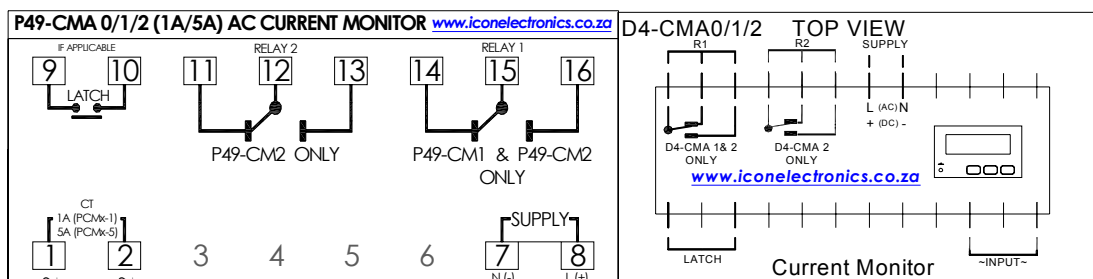 P49-CMA 0/1/2 (1A/5A) AC CURRENT MONITOR www.iconelectronics.co.za
IF APPLICABLE
RELAY 2
RELAY 1
9 10 11 12 13 14 15 16
LATCH
P49-CM2 ONLY
P49-CM1 & P49-CM2
ONLY
CT
1A (PCMx-1)
5A (PCMx-5)
SUPPLY
1 2 3 4 5 6 7 8
N (-) L (+)
D4-CMA0/1/2 TOP VIEW
R1 R2 SUPPLY
L (AC) N
+ (DC) -
D4-CMA 1& 2
ONLY
D4-CMA 2
ONLY
www.iconelectronics.co.za
LATCH
~INPUT~
Current Monitor